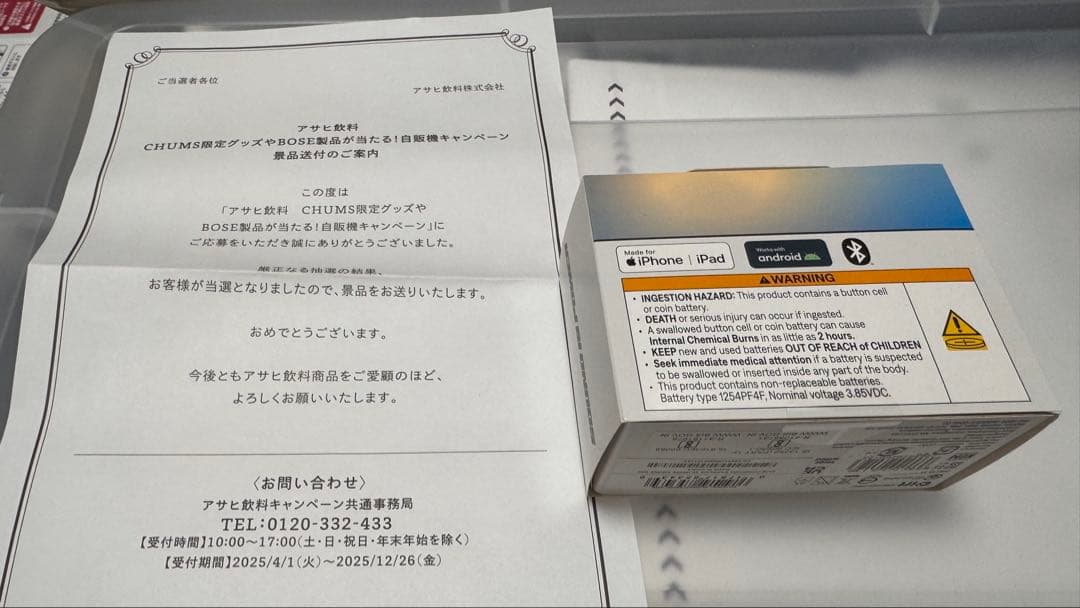 ご当選者各位
アサヒ飲料株式会社
アサヒ飲料
CHUMS限定グッズやBOSE製品が当たる!自販機キャンペーン
景品送付のご案内
この度は
「アサヒ飲料　CHUMS限定グッズや
BOSE製品が当たる!自販機キャンペーン」に
ご応募をいただき誠にありがとうございました。
厳正なる抽選の結果、
お客様が当選となりましたので、景品をお送りいたします。
おめでとうございます。
今後ともアサヒ飲料商品をご愛顧のほど、
よろしくお願いいたします。
〈お問い合わせ〉
アサヒ飲料キャンペーン共通事務局
TEL:0120-332-433
【受付時間】10:00〜17:00(土・日・祝日・年末年始を除く)
【受付期間】2025/4/1(火)〜2025/12/26(金)
Made for
iPhone | iPad
Works with
android
WARNING
• INGESTION HAZARD: This product contains a button cell
or coin battery.
• DEATH or serious injury can occur if ingested.
• A swallowed button cell or coin battery can cause
Internal Chemical Burns in as little as 2 hours.
• KEEP new and used batteries OUT OF REACH of CHILDREN
• Seek immediate medical attention if a battery is suspected
to be swallowed or inserted inside any part of the body.
• This product contains non-replaceable batteries.
Battery type 1254PF4F, Nominal voltage 3.85VDC.